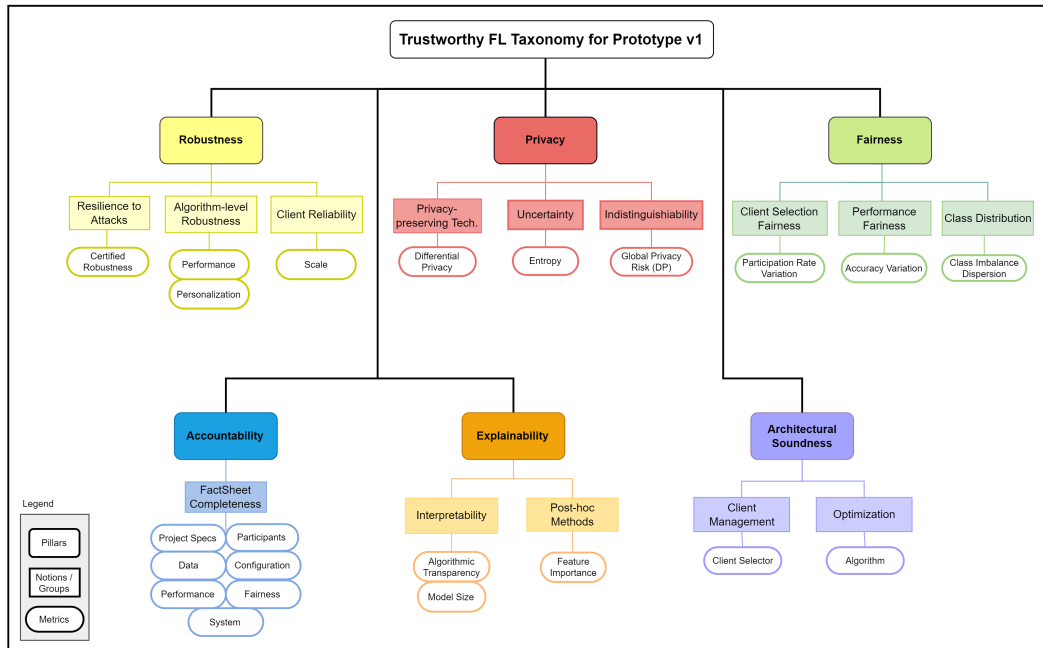 Trustworthy FL Taxonomy for Prototype v1
Robustness
Privacy
Fairness
Resilience to
Attacks
Algorithm-level
Robustness
Client Reliability
Certified
Robustness
Performance
Personalization
Scale
Privacy-
preserving Tech.
Uncertainty
Indistinguishiability
Differential
Privacy
Entropy
Global Privacy
Risk (DP)
Client Selection
Fairness
Performance
Fariness
Class Distribution
Participation Rate
Variation
Accuracy Variation
Class Imbalance
Dispersion
Accountability
Explainability
Architectural
Soundness
FactSheet
Completeness
Project Specs
Participants
Data
Configuration
Performance
Fairness
System
Interpretability
Post-hoc
Methods
Algorithmic
Transparency
Model Size
Feature
Importance
Client
Management
Optimization
Client Selector
Algorithm
Legend
Pillars
Notions /
Groups
Metrics